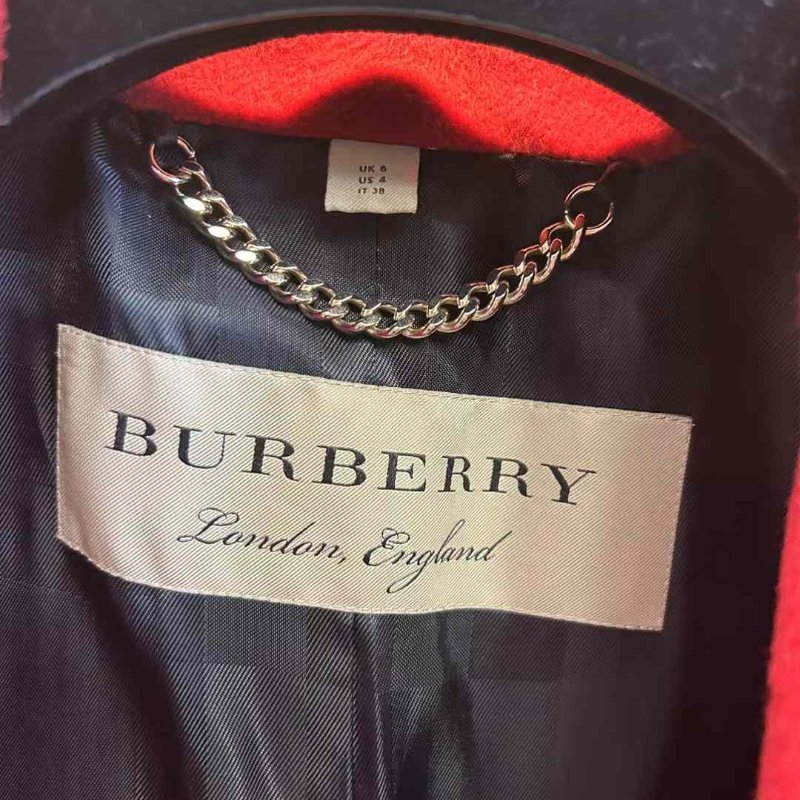 UK 6
US 4
IT 38
BURBERRY
London, England